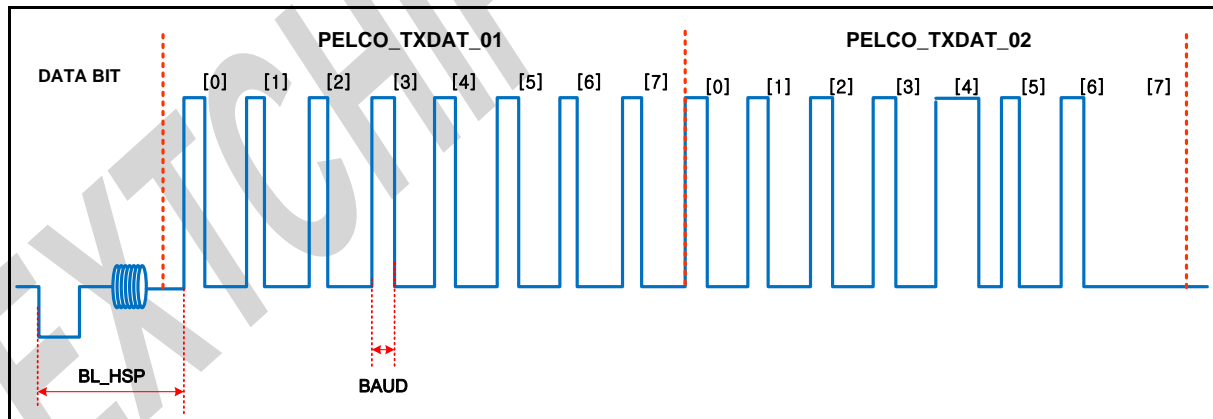 PELCO_TXDAT_01 PELCO_TXDAT_02
DATA BIT
[0] [1] [2] [3] [4] [5] [6] [7] [0] [1] [2] [3] [4] [5] [6] [7]
BL_HSP
BAUD
EXTCHIP